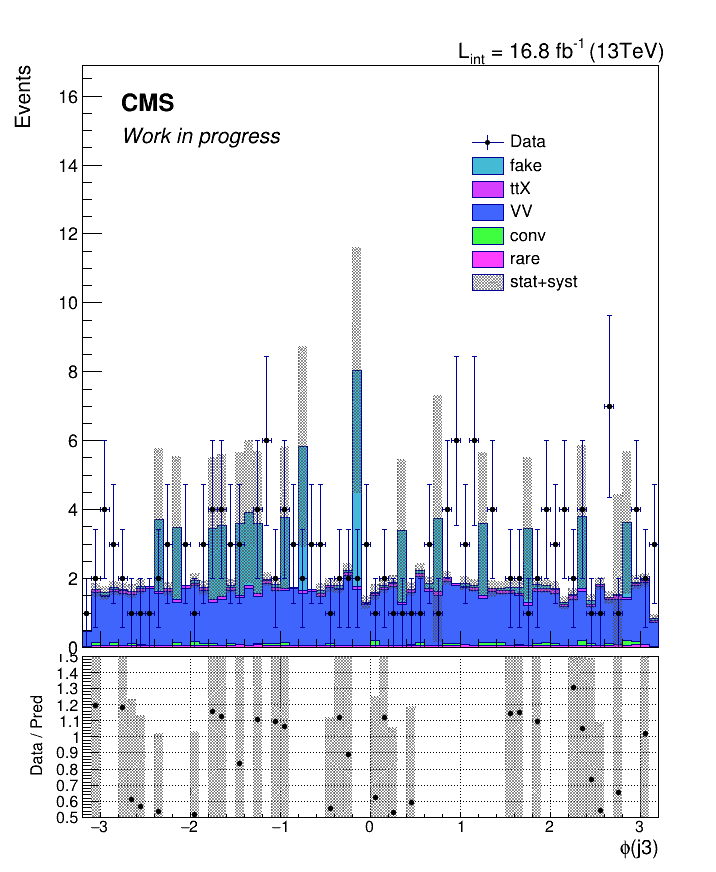 L_int = 16.8 fb^-1 (13TeV)
Events
CMS
Work in progress
Data
fake
ttX
VV
conv
rare
stat+syst
16
14
12
10
8
6
4
2
0
Data / Pred
1.5
1.4
1.3
1.2
1.1
1
0.9
0.8
0.7
0.6
0.5
−3 −2 −1 0 1 2 3
ϕ(j3)